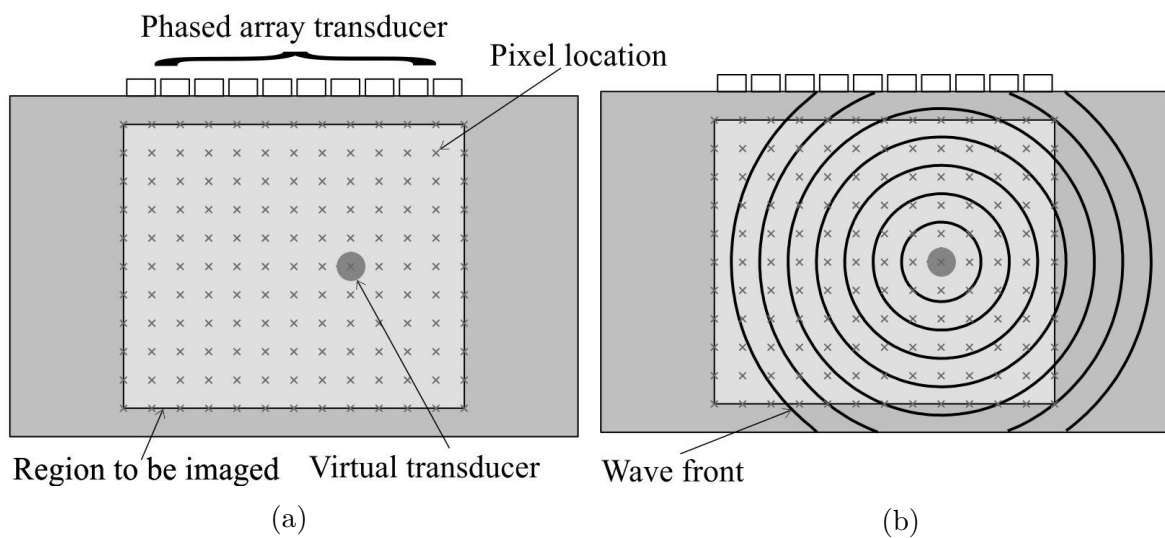 Phased array transducer
Pixel location
Region to be imaged
Virtual transducer
(a)
Wave front
(b)